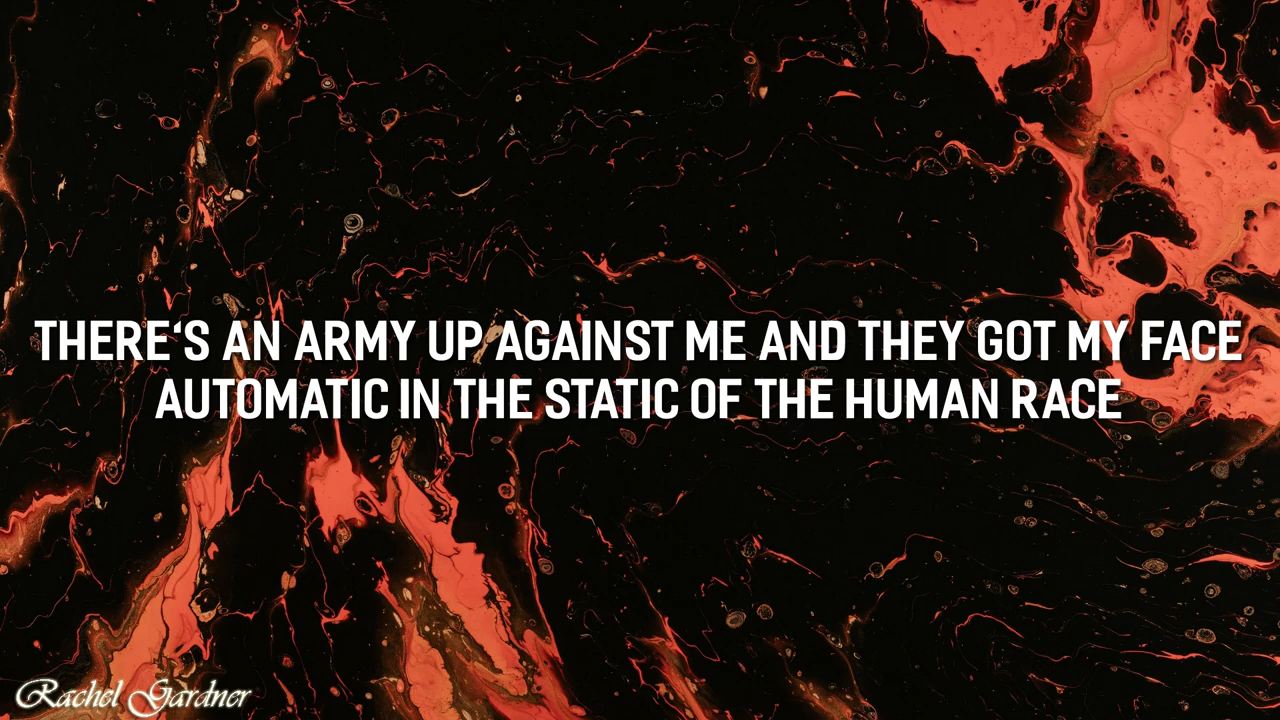 THERE‘S AN ARMY UP AGAINST ME AND THEY GOT MY FACE
AUTOMATIC IN THE STATIC OF THE HUMAN RACE
Rachel Gardner